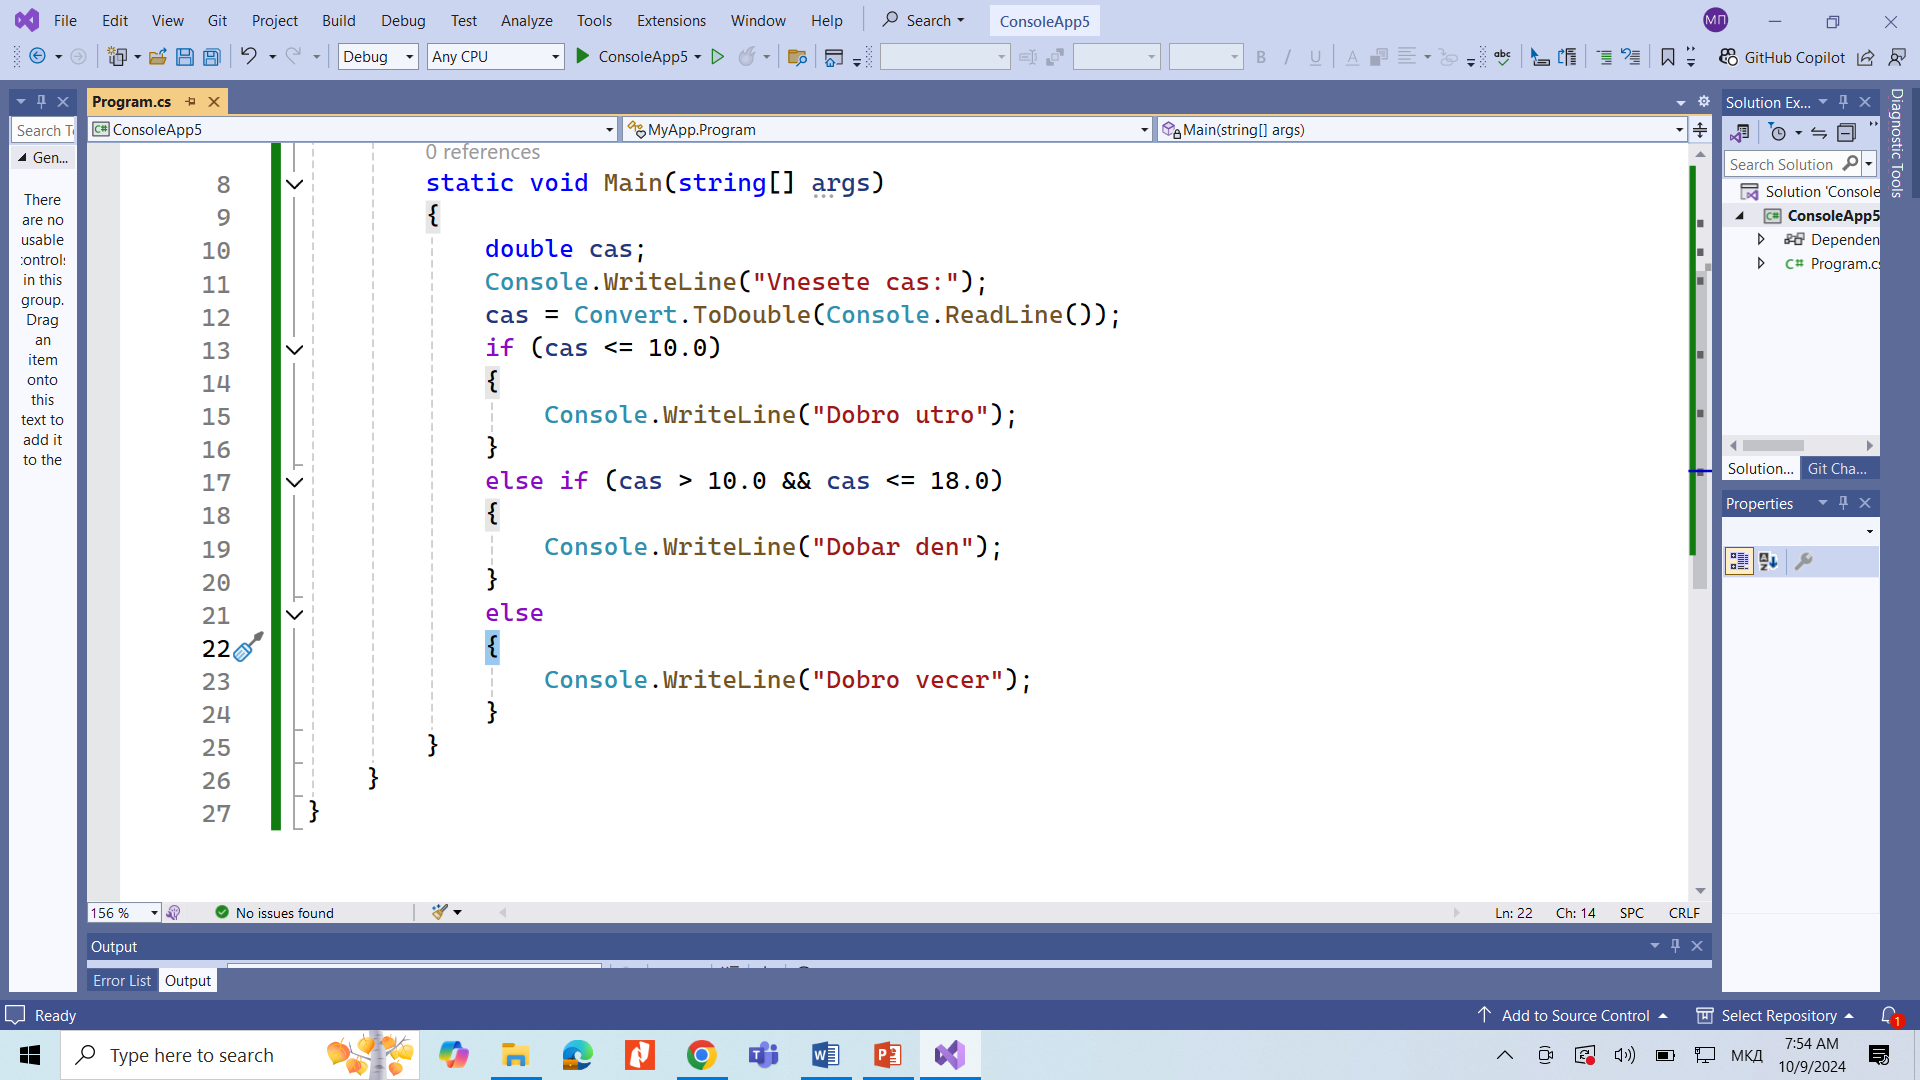 File Edit View Git Project Build Debug Test Analyze Tools Extensions Window Help Search ConsoleApp5 МП
Debug Any CPU ConsoleApp5 GitHub Copilot
Program.cs
ConsoleApp5 MyApp.Program Main(string[] args)
0 references
8 static void Main(string[] args)
9 {
10 double cas;
11 Console.WriteLine("Vnesete cas:");
12 cas = Convert.ToDouble(Console.ReadLine());
13 if (cas <= 10.0)
14 {
15 Console.WriteLine("Dobro utro");
16 }
17 else if (cas > 10.0 && cas <= 18.0)
18 {
19 Console.WriteLine("Dobar den");
20 }
21 else
22 {
23 Console.WriteLine("Dobro vecer");
24 }
25 }
26 }
27 }
Search To
Gen...
There
are no
usable
controls
in this
group.
Drag
an
item
onto
this
text to
add it
to the
Solution Ex...
Search Solution
Solution 'Console
ConsoleApp5
Dependen
C# Program.cs
Solution... Git Cha...
Properties
Diagnostic Tools
156 % No issues found Ln: 22 Ch: 14 SPC CRLF
Output
Error List Output
Ready Add to Source Control Select Repository 1
Type here to search МКД 7:54 AM
10/9/2024